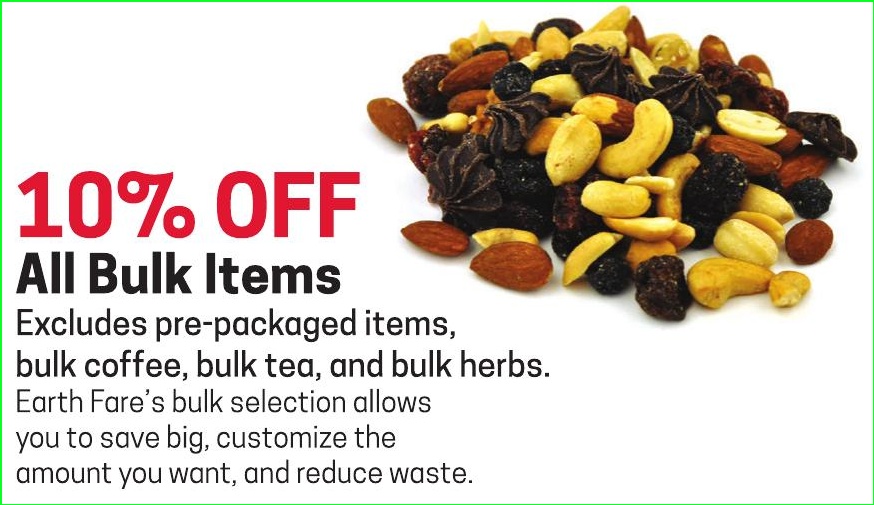 10% OFF
All Bulk Items
Excludes pre-packaged items,
bulk coffee, bulk tea, and bulk herbs.
Earth Fare’s bulk selection allows
you to save big, customize the
amount you want, and reduce waste.